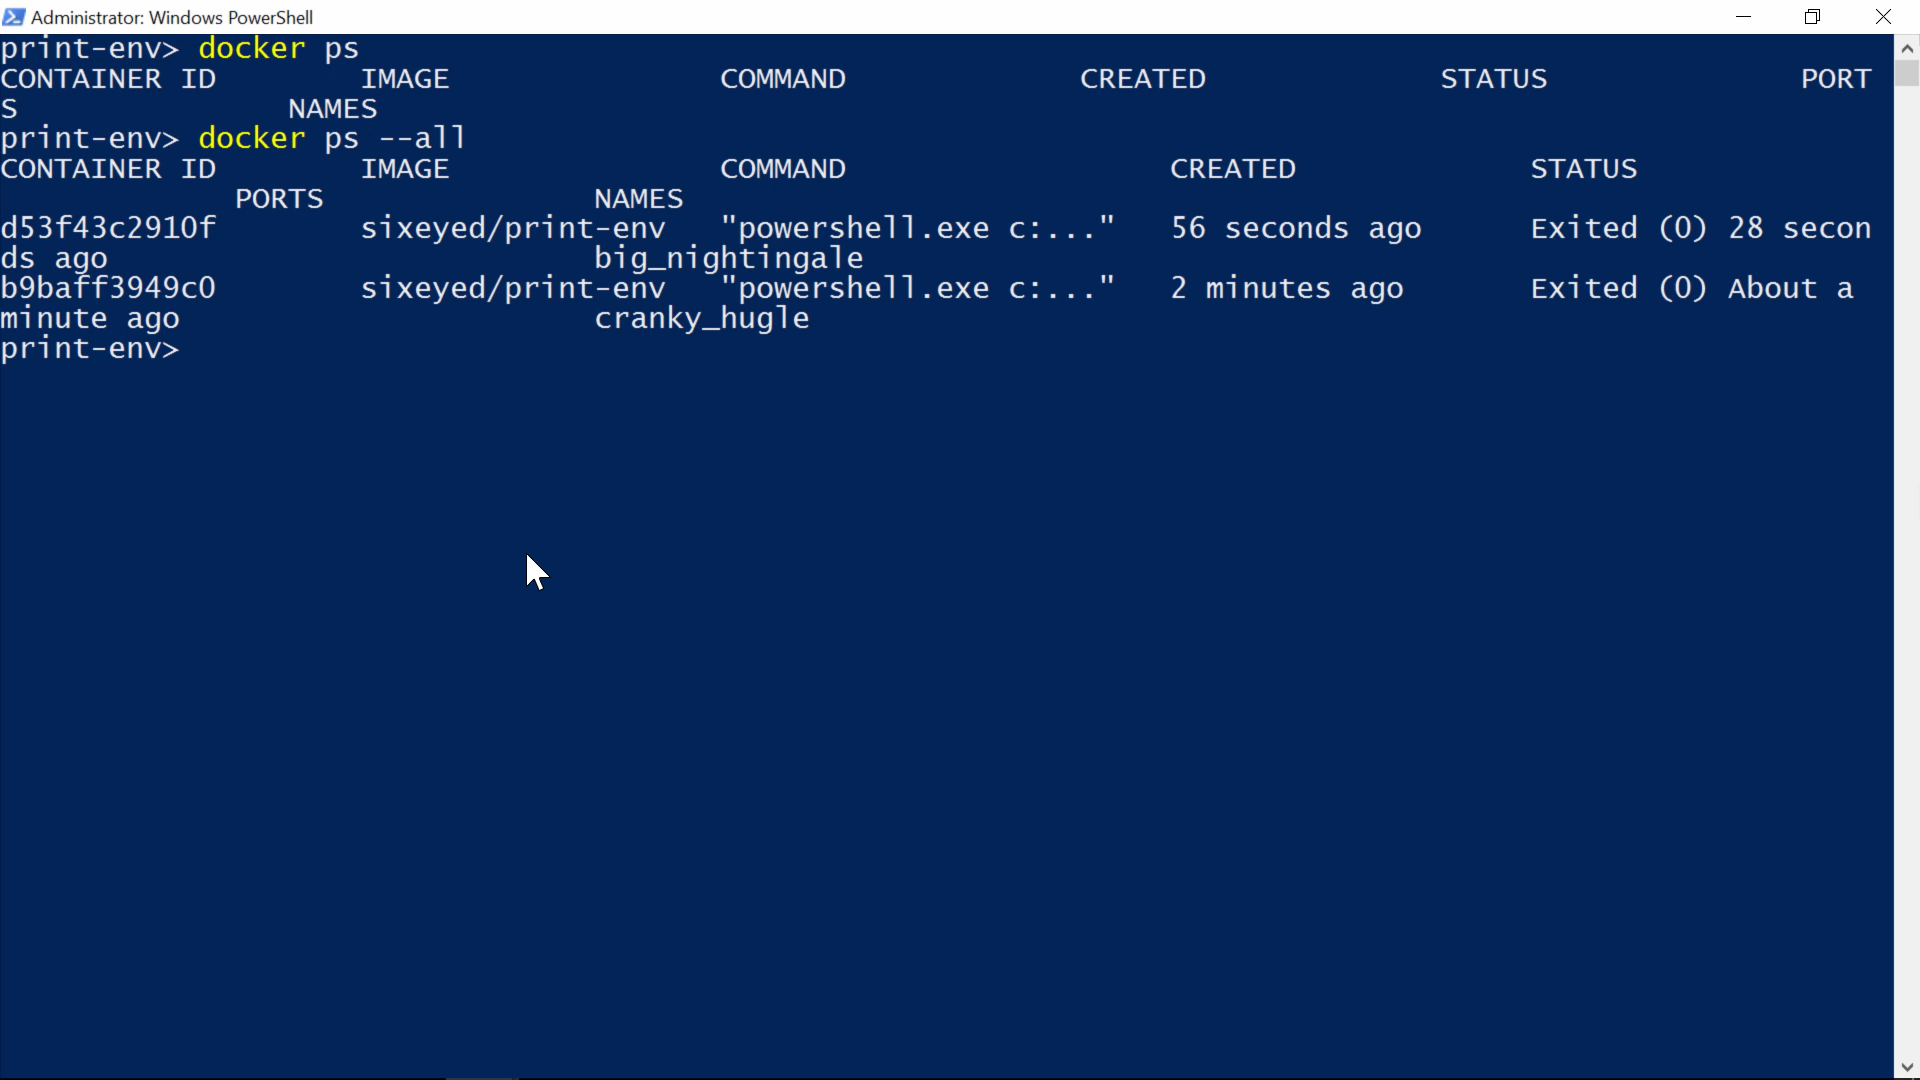 Administrator: Windows PowerShell
print-env> docker ps
CONTAINER ID        IMAGE               COMMAND             CREATED             STATUS              PORT
S               NAMES
print-env> docker ps --all
CONTAINER ID        IMAGE               COMMAND                  CREATED             STATUS
             PORTS               NAMES
d53f43c2910f        sixeyed/print-env   "powershell.exe c:..."   56 seconds ago      Exited (0) 28 secon
ds ago                           big_nightingale
b9baff3949c0        sixeyed/print-env   "powershell.exe c:..."   2 minutes ago       Exited (0) About a
minute ago                       cranky_hugle
print-env>